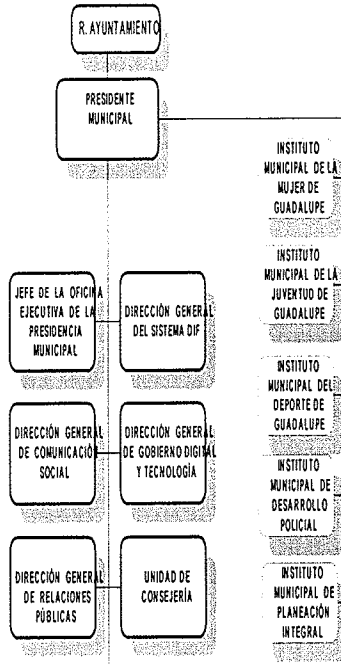 R. AYUNTAMIENTO
PRESIDENTE
MUNICIPAL
INSTITUTO
MUNICIPAL DE LA
MUJER DE
GUADALUPE
INSTITUTO
MUNICIPAL DE LA
JUVENTUD DE
GUADALUPE
JEFE DE LA OFICINA
EJECUTIVA DE LA
PRESIDENCIA
MUNICIPAL
DIRECCIÓN GENERAL
DEL SISTEMA DIF
INSTITUTO
MUNICIPAL DEL
DEPORTE DE
GUADALUPE
DIRECCIÓN GENERAL
DE COMUNICACIÓN
SOCIAL
DIRECCIÓN GENERAL
DE GOBIERNO DIGITAL
Y TECNOLOGÍA
INSTITUTO
MUNICIPAL DE
DESARROLLO
POLICIAL
DIRECCIÓN GENERAL
DE RELACIONES
PÚBLICAS
UNIDAD DE
CONSEJERÍA
INSTITUTO
MUNICIPAL DE
PLANEACIÓN
INTEGRAL